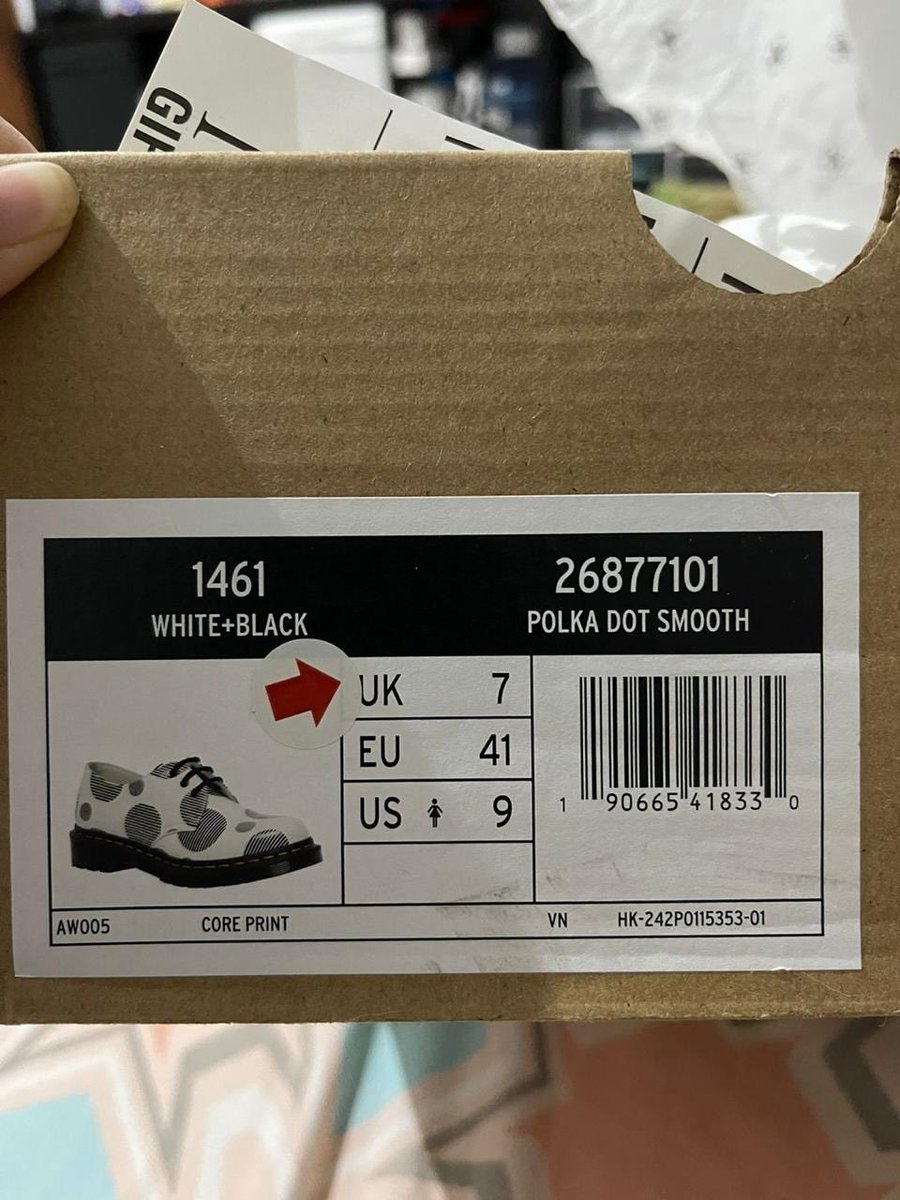 1461
WHITE+BLACK
26877101
POLKA DOT SMOOTH
UK 7
EU 41
US 9
1 90665 41833 0
AW005 CORE PRINT VN HK-242P0115353-01